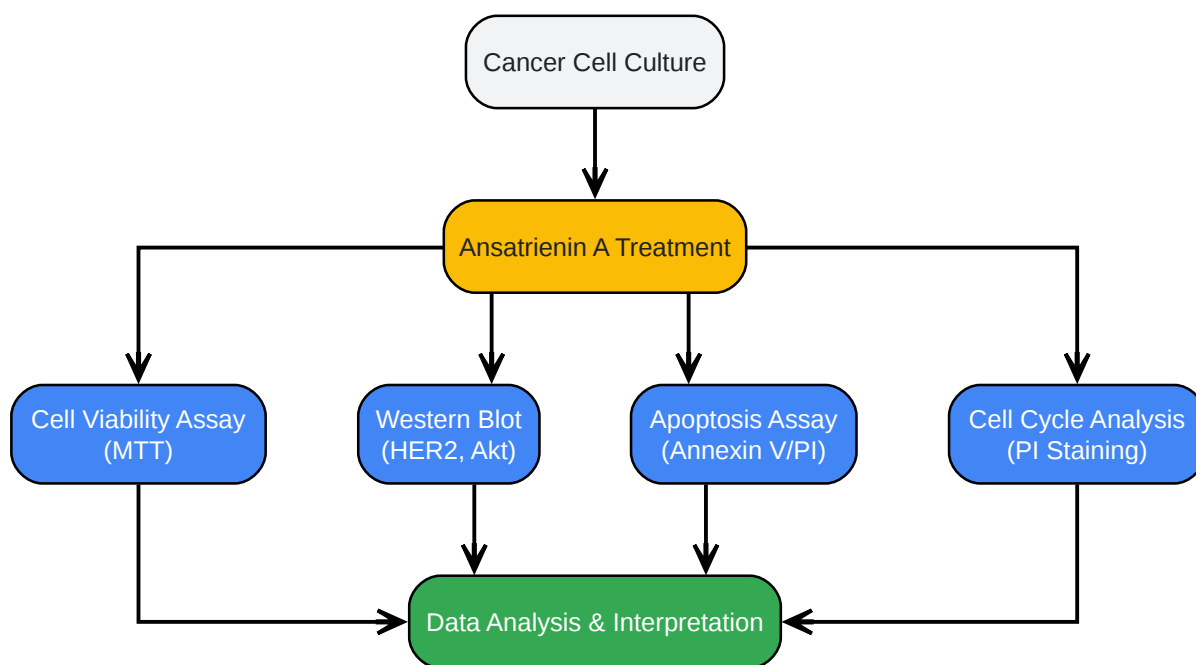 Cancer Cell Culture
Ansatrienin A Treatment
Cell Viability Assay
(MTT)
Western Blot
(HER2, Akt)
Apoptosis Assay
(Annexin V/PI)
Cell Cycle Analysis
(PI Staining)
Data Analysis & Interpretation